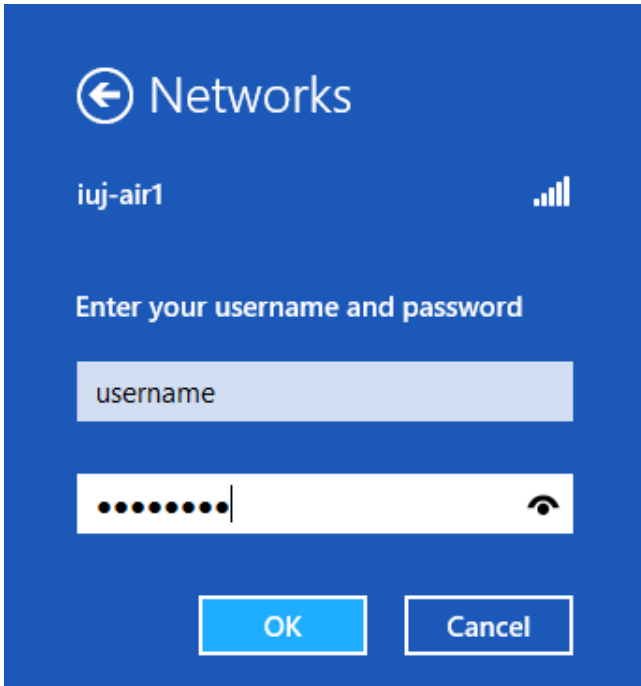 Networks
iuj-air1
Enter your username and password
username
••••••••
OK
Cancel